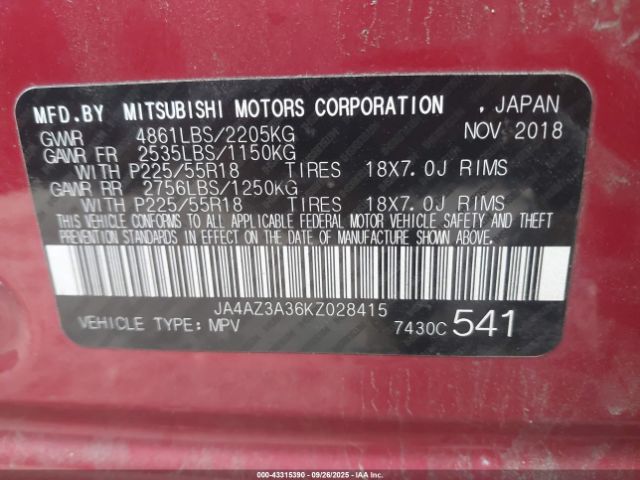 MFD.BY MITSUBISHI MOTORS CORPORATION , JAPAN
GVWR 4861LBS/2205KG NOV 2018
GAWR FR 2535LBS/1150KG
WITH P225/55R18 TIRES 18X7.0J RIMS
GAWR RR 2756LBS/1250KG
WITH P225/55R18 TIRES 18X7.0J RIMS
THIS VEHICLE CONFORMS TO ALL APPLICABLE FEDERAL MOTOR VEHICLE SAFETY AND THEFT
PREVENTION STANDARDS IN EFFECT ON THE DATE OF MANUFACTURE SHOWN ABOVE.
JA4AZ3A36KZ028415
VEHICLE TYPE: MPV 7430C 541
000-43315390 - 09/26/2025 - IAAI.COM